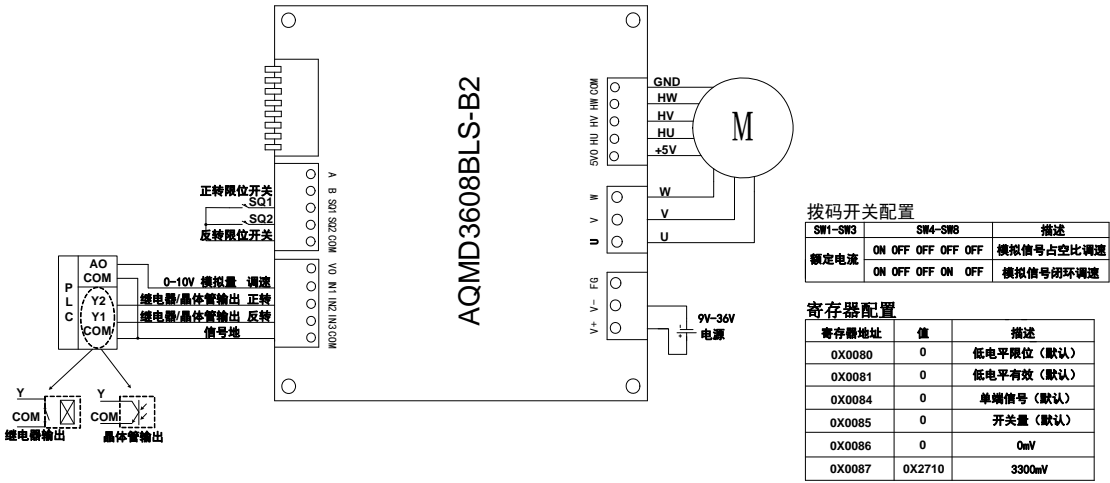 AQMD3608BLS-B2
A
B
SQ1
SQ2
COM
VO
IN1
IN2
IN3
COM
正转限位开关
SQ1
SQ2
反转限位开关
PLC
AO
COM
Y2
Y1
COM
0-10V 模拟量 调速
继电器/晶体管输出 正转
继电器/晶体管输出 反转
信号地
Y
COM
继电器输出
Y
COM
晶体管输出
COM
HW
HV
HU
5VO
GND
HW
HV
HU
+5V
M
W
V
U
W
V
U
FG
V-
V+
9V-36V
电源
拨码开关配置
SW1-SW3 SW4-SW8 描述
额定电流 ON OFF OFF OFF OFF 模拟信号占空比调速
ON OFF OFF ON OFF 模拟信号闭环调速
寄存器配置
寄存器地址 值 描述
0X0080 0 低电平限位（默认）
0X0081 0 低电平有效（默认）
0X0084 0 单端信号（默认）
0X0085 0 开关量（默认）
0X0086 0 0mV
0X0087 0X2710 3300mV